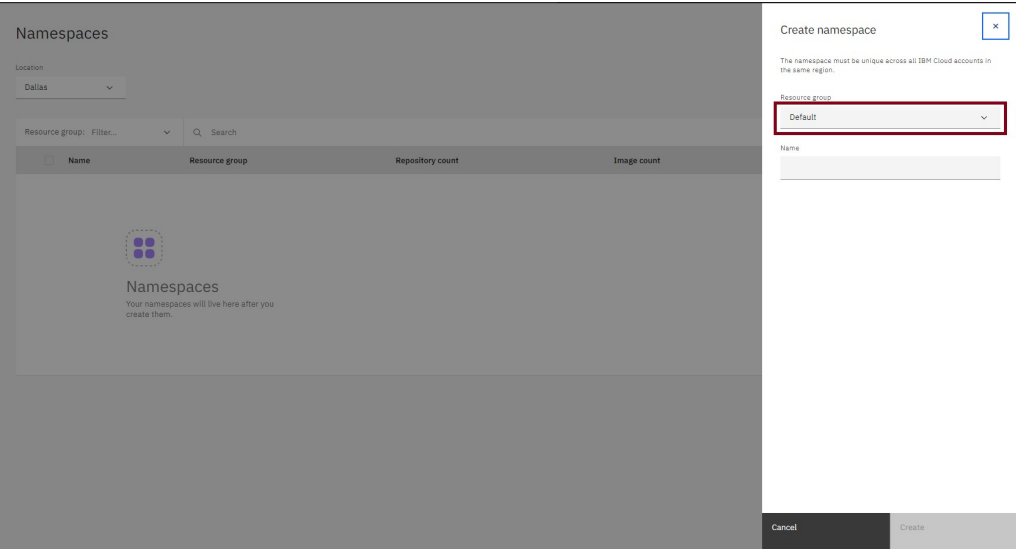 Namespaces
Location
Dallas
Resource group: Filter...
Search
Name Resource group Repository count Image count
Namespaces
Your namespaces will live here after you
create them.
Create namespace
The namespace must be unique across all IBM Cloud accounts in
the same region.
Resource group
Default
Name
Cancel Create